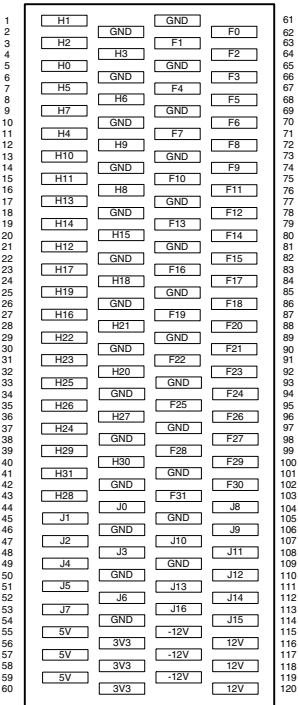 1 H1 GND 61
2 GND F0 62
3 H2 F1 63
4 H3 F2 64
5 H0 GND 65
6 GND F3 66
7 H5 F4 67
8 H6 F5 68
9 H7 GND 69
10 GND F6 70
11 H4 F7 71
12 H9 F8 72
13 H10 GND 73
14 GND F9 74
15 H11 F10 75
16 H8 F11 76
17 H13 GND 77
18 GND F12 78
19 H14 F13 79
20 H15 F14 80
21 H12 GND 81
22 GND F15 82
23 H17 F16 83
24 H18 F17 84
25 H19 GND 85
26 GND F18 86
27 H16 F19 87
28 H21 F20 88
29 H22 GND 89
30 GND F21 90
31 H23 F22 91
32 H20 F23 92
33 H25 GND 93
34 GND F24 94
35 H26 F25 95
36 H27 F26 96
37 H24 GND 97
38 GND F27 98
39 H29 F28 99
40 H30 F29 100
41 H31 GND 101
42 GND F30 102
43 H28 F31 103
44 J0 J8 104
45 J1 GND 105
46 GND J9 106
47 J2 J10 107
48 J3 J11 108
49 J4 GND 109
50 GND J12 110
51 J5 J13 111
52 J6 J14 112
53 J7 J16 113
54 GND J15 114
55 5V -12V 115
56 3V3 12V 116
57 5V -12V 117
58 3V3 12V 118
59 5V -12V 119
60 3V3 12V 120